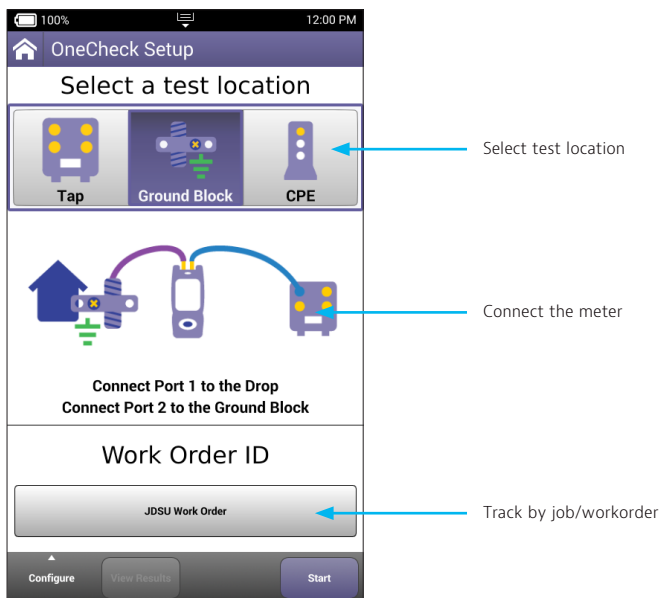 100%
12:00 PM
OneCheck Setup
Select a test location
Tap
Ground Block
CPE
Select test location
Connect the meter
Connect Port 1 to the Drop
Connect Port 2 to the Ground Block
Work Order ID
JDSU Work Order
Track by job/workorder
Configure
View Results
Start